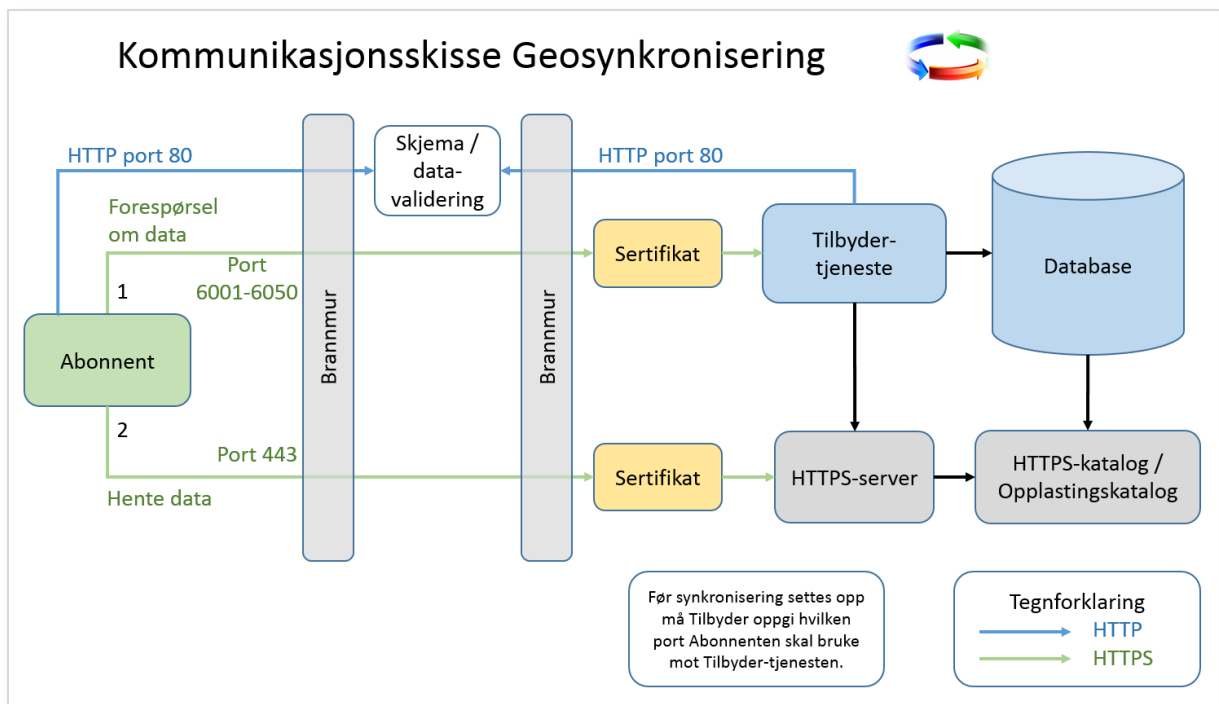 Kommunikasjonsskisse Geosynkronisering
HTTP port 80
Skjema /
data-
validering
HTTP port 80
Forespørsel
om data
Port
6001-6050
1
Sertifikat
Tilbyder-
tjeneste
Database
Abonnent
Brannmur
Brannmur
2
Port 443
Hente data
Sertifikat
HTTPS-server
HTTPS-katalog /
Opplastingskatalog
Før synkronisering settes opp
må Tilbyder oppgi hvilken
port Abonnenten skal bruke
mot Tilbyder-tjenesten.
Tegnforklaring
HTTP
HTTPS